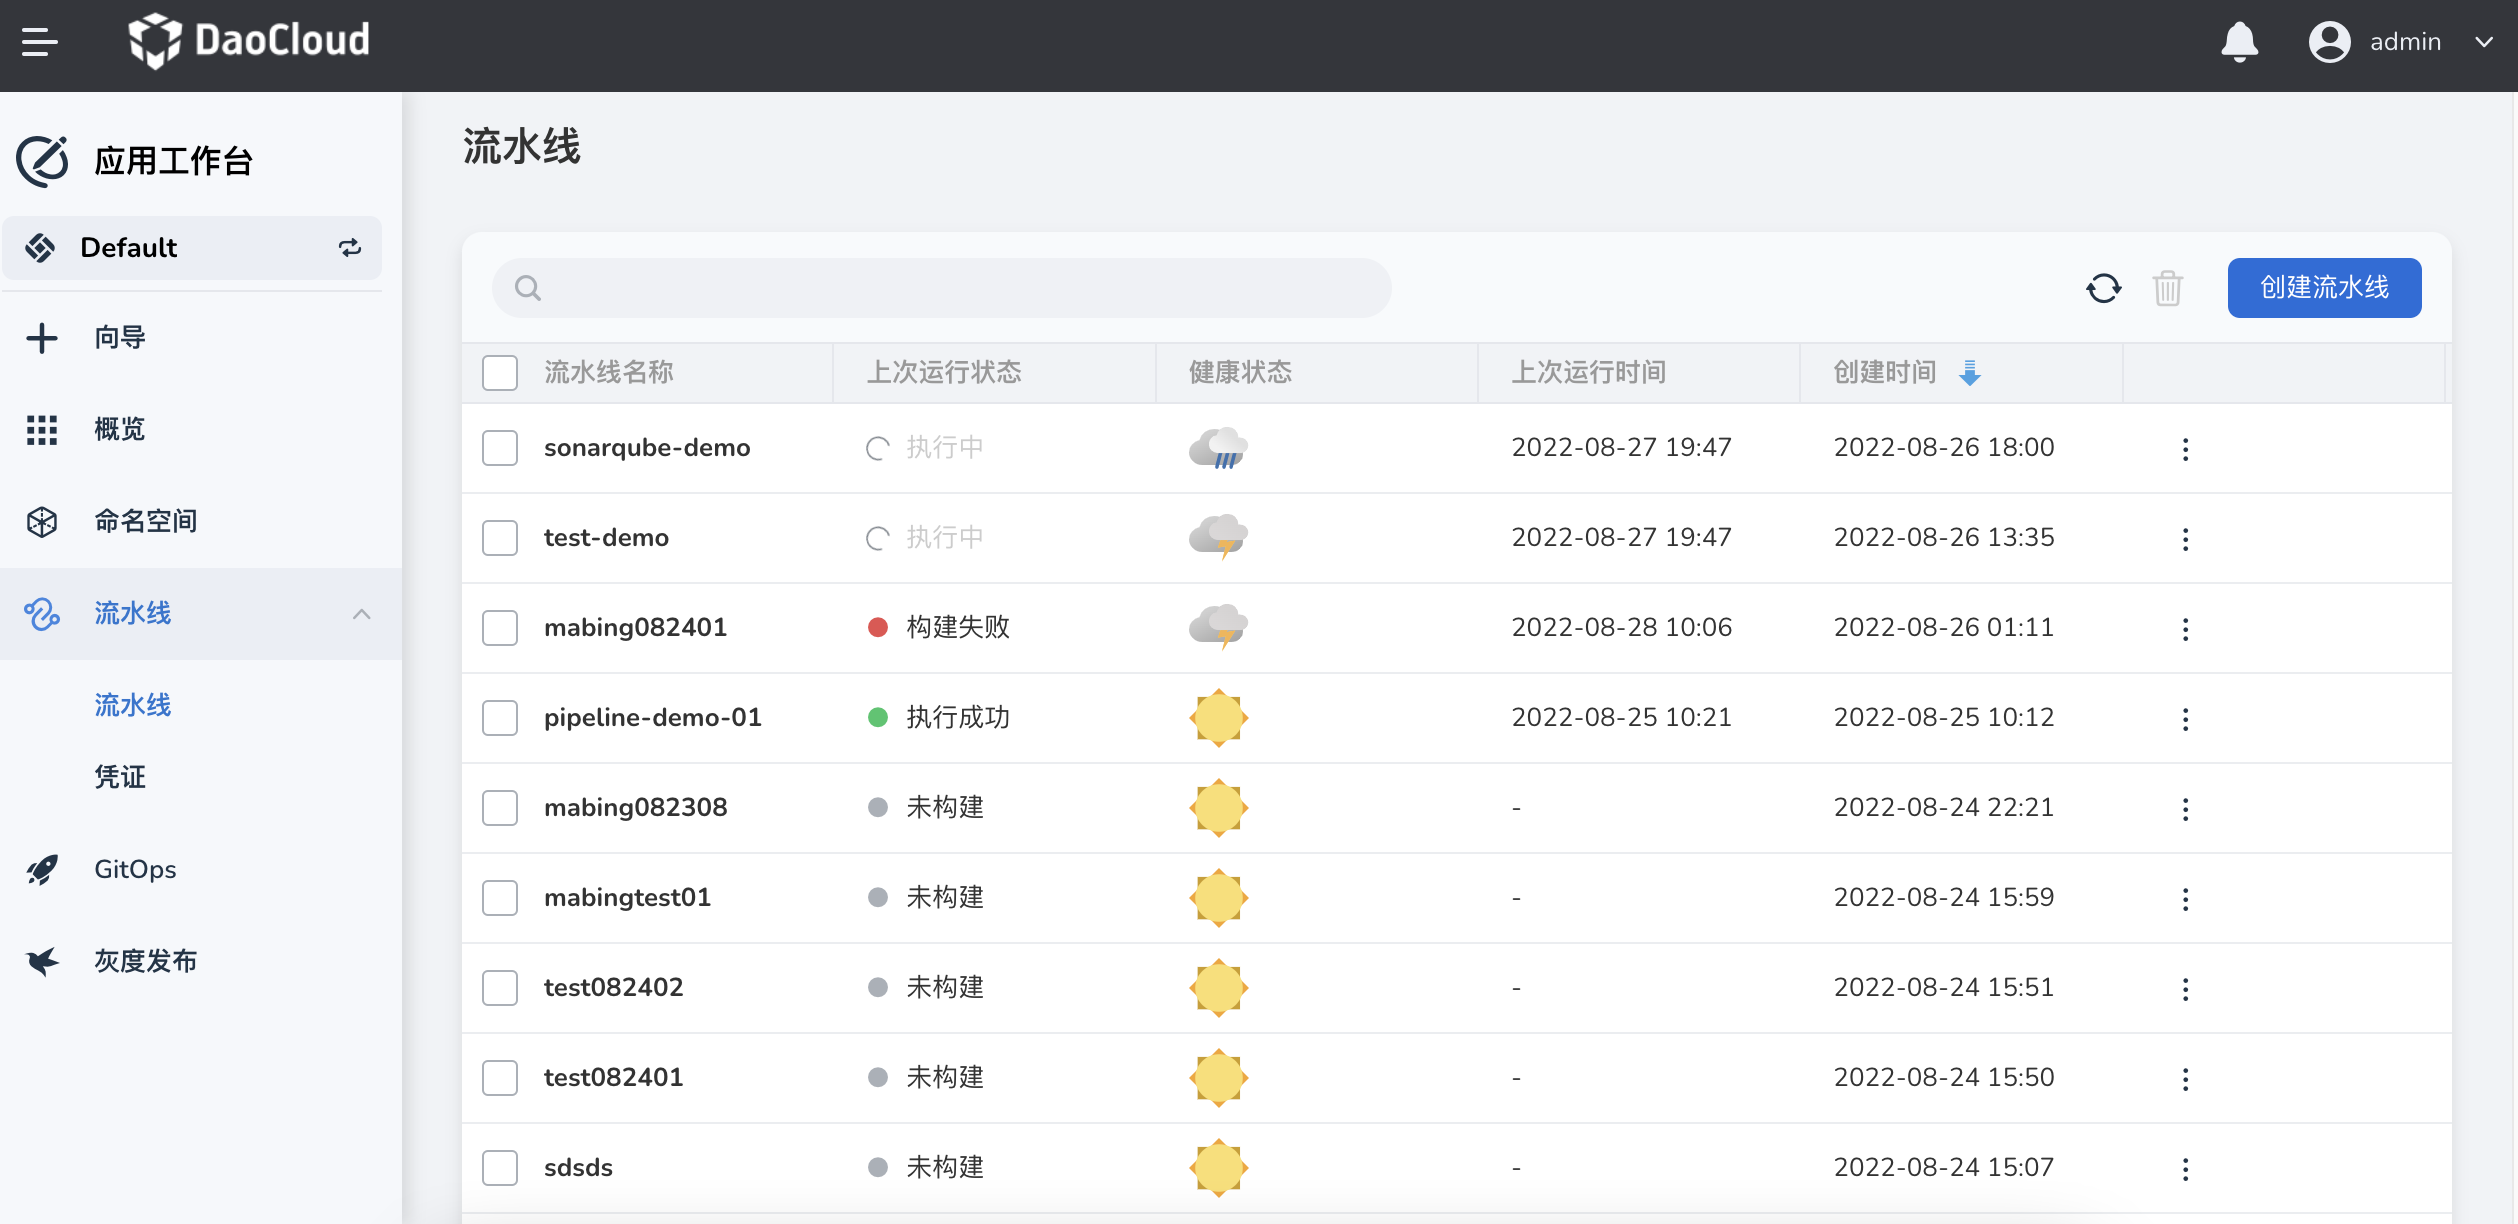 DaoCloud
admin
应用工作台
Default
向导
概览
命名空间
流水线
流水线
凭证
GitOps
灰度发布
流水线
创建流水线
流水线名称 上次运行状态 健康状态 上次运行时间 创建时间
sonarqube-demo 执行中 2022-08-27 19:47 2022-08-26 18:00
test-demo 执行中 2022-08-27 19:47 2022-08-26 13:35
mabing082401 构建失败 2022-08-28 10:06 2022-08-26 01:11
pipeline-demo-01 执行成功 2022-08-25 10:21 2022-08-25 10:12
mabing082308 未构建 - 2022-08-24 22:21
mabingtest01 未构建 - 2022-08-24 15:59
test082402 未构建 - 2022-08-24 15:51
test082401 未构建 - 2022-08-24 15:50
sdsds 未构建 - 2022-08-24 15:07